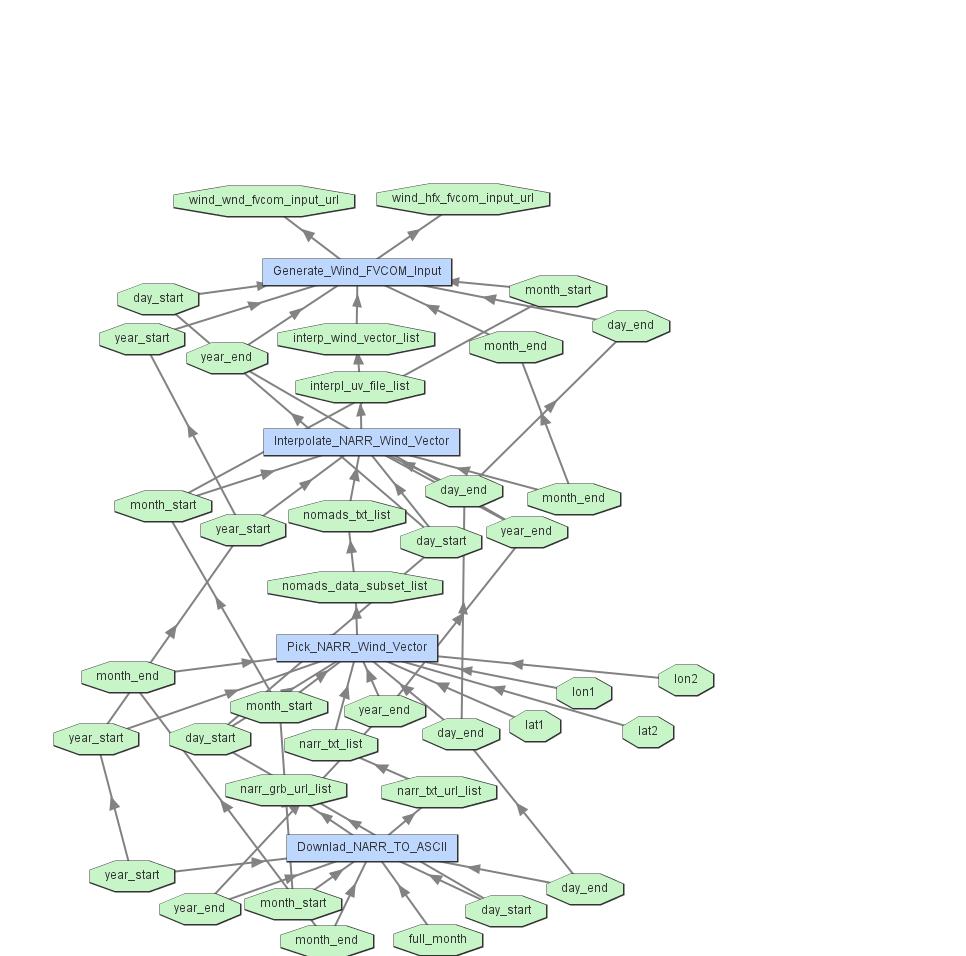 wind_wnd_fvcom_input_url
wind_hfx_fvcom_input_url
Generate_Wind_FVCOM_Input
day_start
month_start
year_start
interp_wind_vector_list
day_end
month_end
year_end
interpl_uv_file_list
Interpolate_NARR_Wind_Vector
day_end
month_end
month_start
nomads_txt_list
year_start
year_end
day_start
nomads_data_subset_list
Pick_NARR_Wind_Vector
month_end
lon2
lon1
month_start
year_end
lat1
lat2
day_end
year_start
day_start
narr_txt_list
narr_grb_url_list
narr_txt_url_list
Downlad_NARR_TO_ASCII
year_start
day_end
month_start
year_end
day_start
month_end
full_month